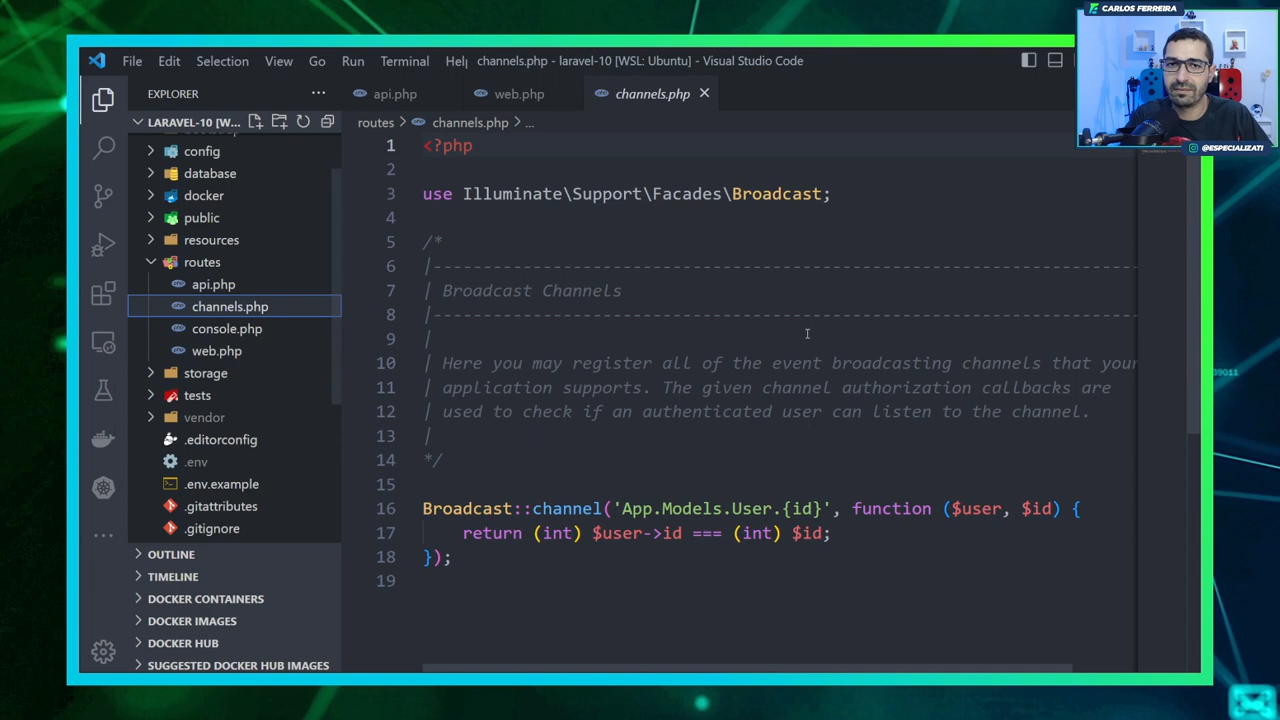 CARLOS FERREIRA
@ESPECIALIZATI
File Edit Selection View Go Run Terminal Help channels.php - laravel-10 [WSL: Ubuntu] - Visual Studio Code
EXPLORER
api.php web.php channels.php
LARAVEL-10 [W...
routes > channels.php > ...
config
database
docker
public
resources
routes
api.php
channels.php
console.php
web.php
storage
tests
vendor
.editorconfig
.env
.env.example
.gitattributes
.gitignore
OUTLINE
TIMELINE
DOCKER CONTAINERS
DOCKER IMAGES
DOCKER HUB
SUGGESTED DOCKER HUB IMAGES
1 <?php
2
3 use Illuminate\Support\Facades\Broadcast;
4
5 /*
6 |--------------------------------------------------------------------------
7 | Broadcast Channels
8 |--------------------------------------------------------------------------
9 |
10 | Here you may register all of the event broadcasting channels that your
11 | application supports. The given channel authorization callbacks are
12 | used to check if an authenticated user can listen to the channel.
13 |
14 */
15
16 Broadcast::channel('App.Models.User.{id}', function ($user, $id) {
17 return (int) $user->id === (int) $id;
18 });
19